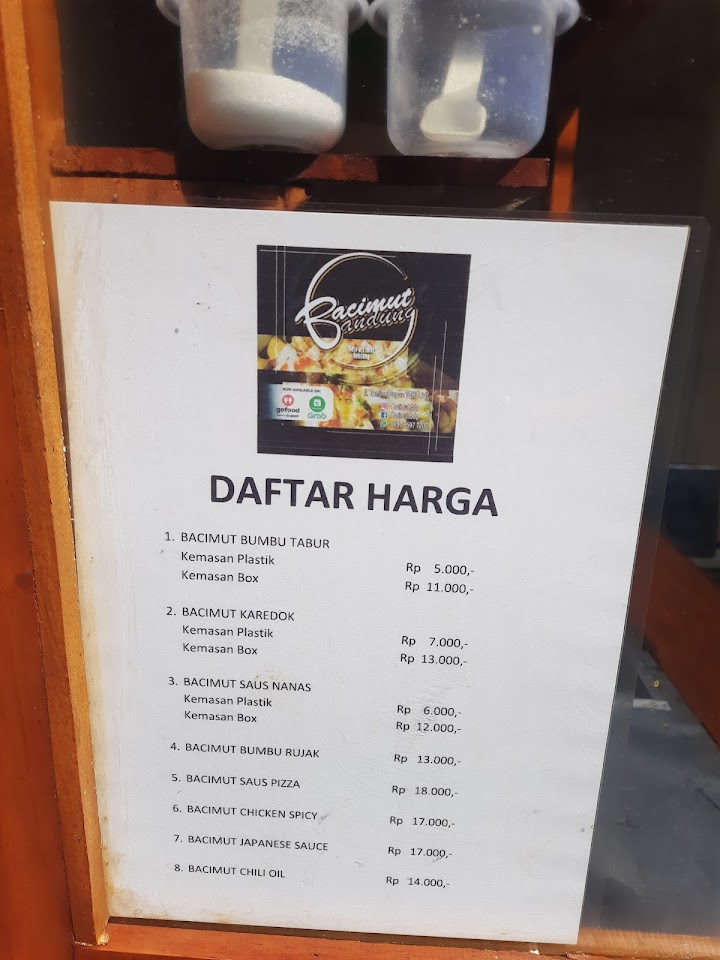 Bacimut
Bandung
NOW AVAILABLE ON:
gofood
Grab
DAFTAR HARGA
1. BACIMUT BUMBU TABUR
Kemasan Plastik Rp 5.000,-
Kemasan Box Rp 11.000,-
2. BACIMUT KAREDOK
Kemasan Plastik Rp 7.000,-
Kemasan Box Rp 13.000,-
3. BACIMUT SAUS NANAS
Kemasan Plastik Rp 6.000,-
Kemasan Box Rp 12.000,-
4. BACIMUT BUMBU RUJAK Rp 13.000,-
5. BACIMUT SAUS PIZZA Rp 18.000,-
6. BACIMUT CHICKEN SPICY Rp 17.000,-
7. BACIMUT JAPANESE SAUCE Rp 17.000,-
8. BACIMUT CHILI OIL Rp 14.000,-